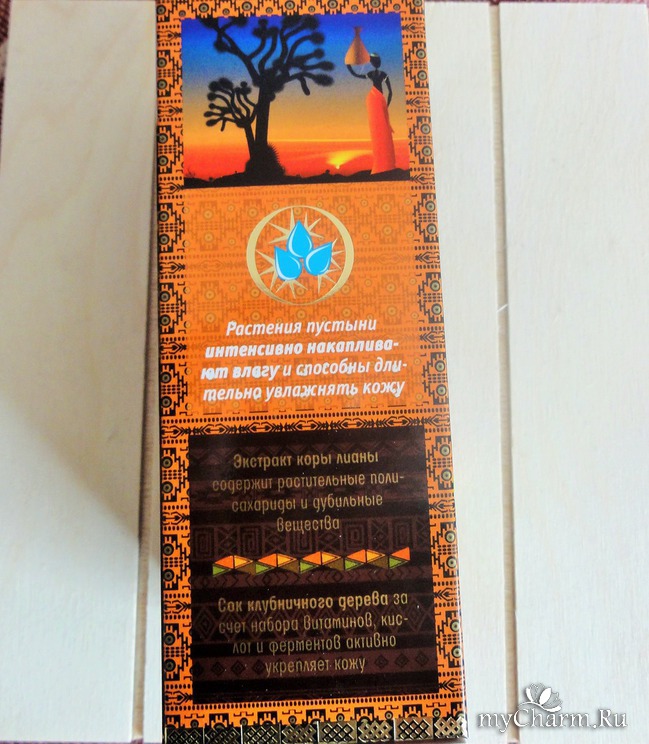 Растения пустыни
интенсивно накаплива-
ют влагу и способны дли-
тельно увлажнять кожу
Экстракт коры лианы
содержит растительные поли-
сахариды и дубильные
вещества
Сок клубничного дерева за
счет набора витаминов, кис-
лот и ферментов активно
укрепляет кожу
myCharm.Ru